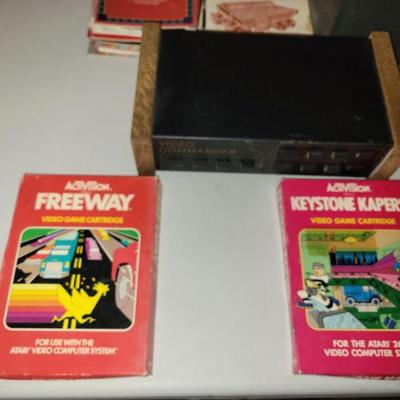 VIDEO
COMMANDER
ACTIVISION
FREEWAY
VIDEO GAME CARTRIDGE
FOR USE WITH THE
ATARI VIDEO COMPUTER SYSTEM
ACTIVISION
KEYSTONE KAPERS
VIDEO GAME CARTRIDGE
FOR THE ATARI 26
VIDEO COMPUTER S